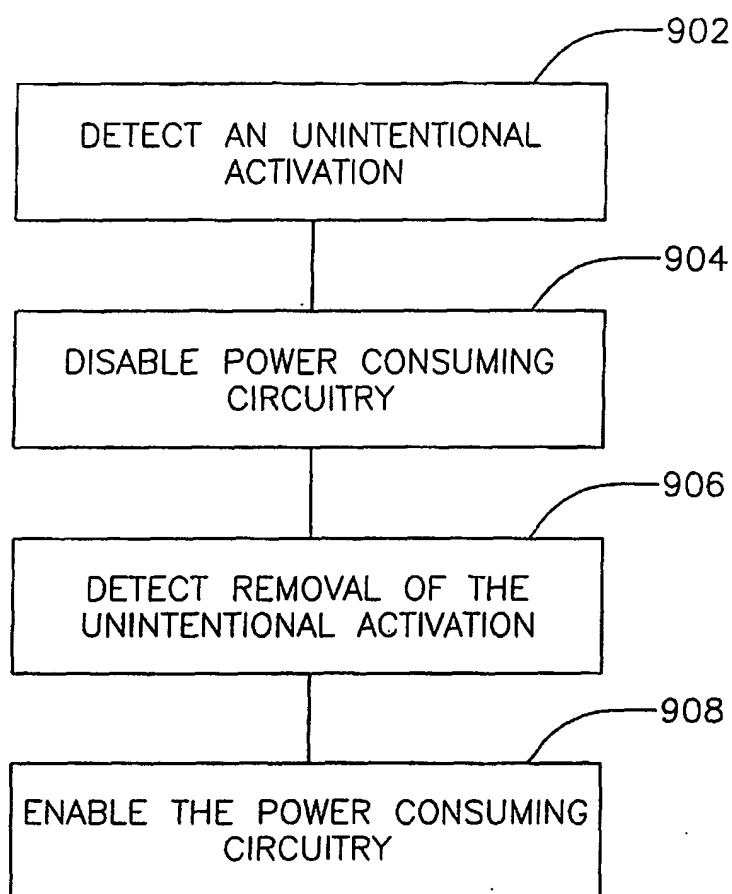 902
DETECT AN UNINTENTIONAL
ACTIVATION
904
DISABLE POWER CONSUMING
CIRCUITRY
906
DETECT REMOVAL OF THE
UNINTENTIONAL ACTIVATION
908
ENABLE THE POWER CONSUMING
CIRCUITRY